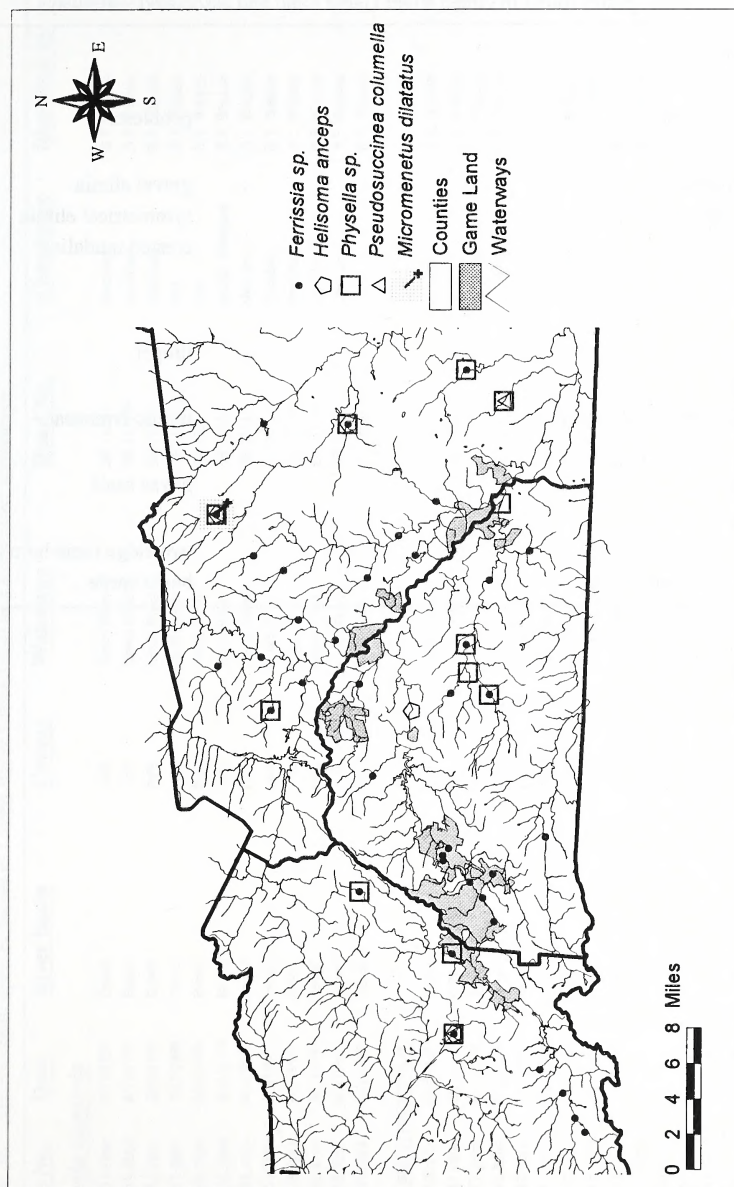 N
W E
S
Ferrissia sp.
Helisoma anceps
Physella sp.
Pseudosuccinea columella
Micromenetus dilatatus
Counties
Game Land
Waterways
0 2 4 6 8 Miles